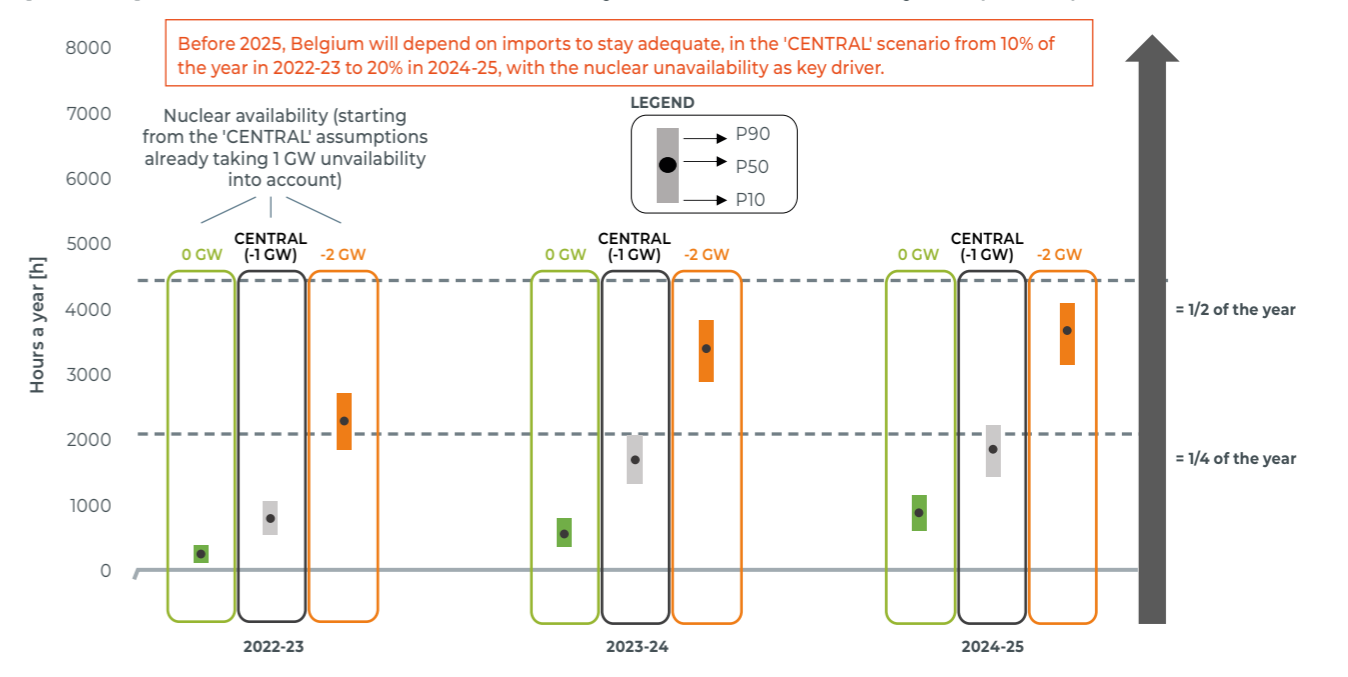 Before 2025, Belgium will depend on imports to stay adequate, in the 'CENTRAL' scenario from 10% of
the year in 2022-23 to 20% in 2024-25, with the nuclear unavailability as key driver.
8000
7000
6000
5000
4000
3000
2000
1000
0
Hours a year [h]
Nuclear availability (starting
from the 'CENTRAL' assumptions
already taking 1 GW unvailability
into account)
LEGEND
P90
P50
P10
0 GW
CENTRAL
(-1 GW)
-2 GW
0 GW
CENTRAL
(-1 GW)
-2 GW
0 GW
CENTRAL
(-1 GW)
-2 GW
= 1/2 of the year
= 1/4 of the year
2022-23
2023-24
2024-25